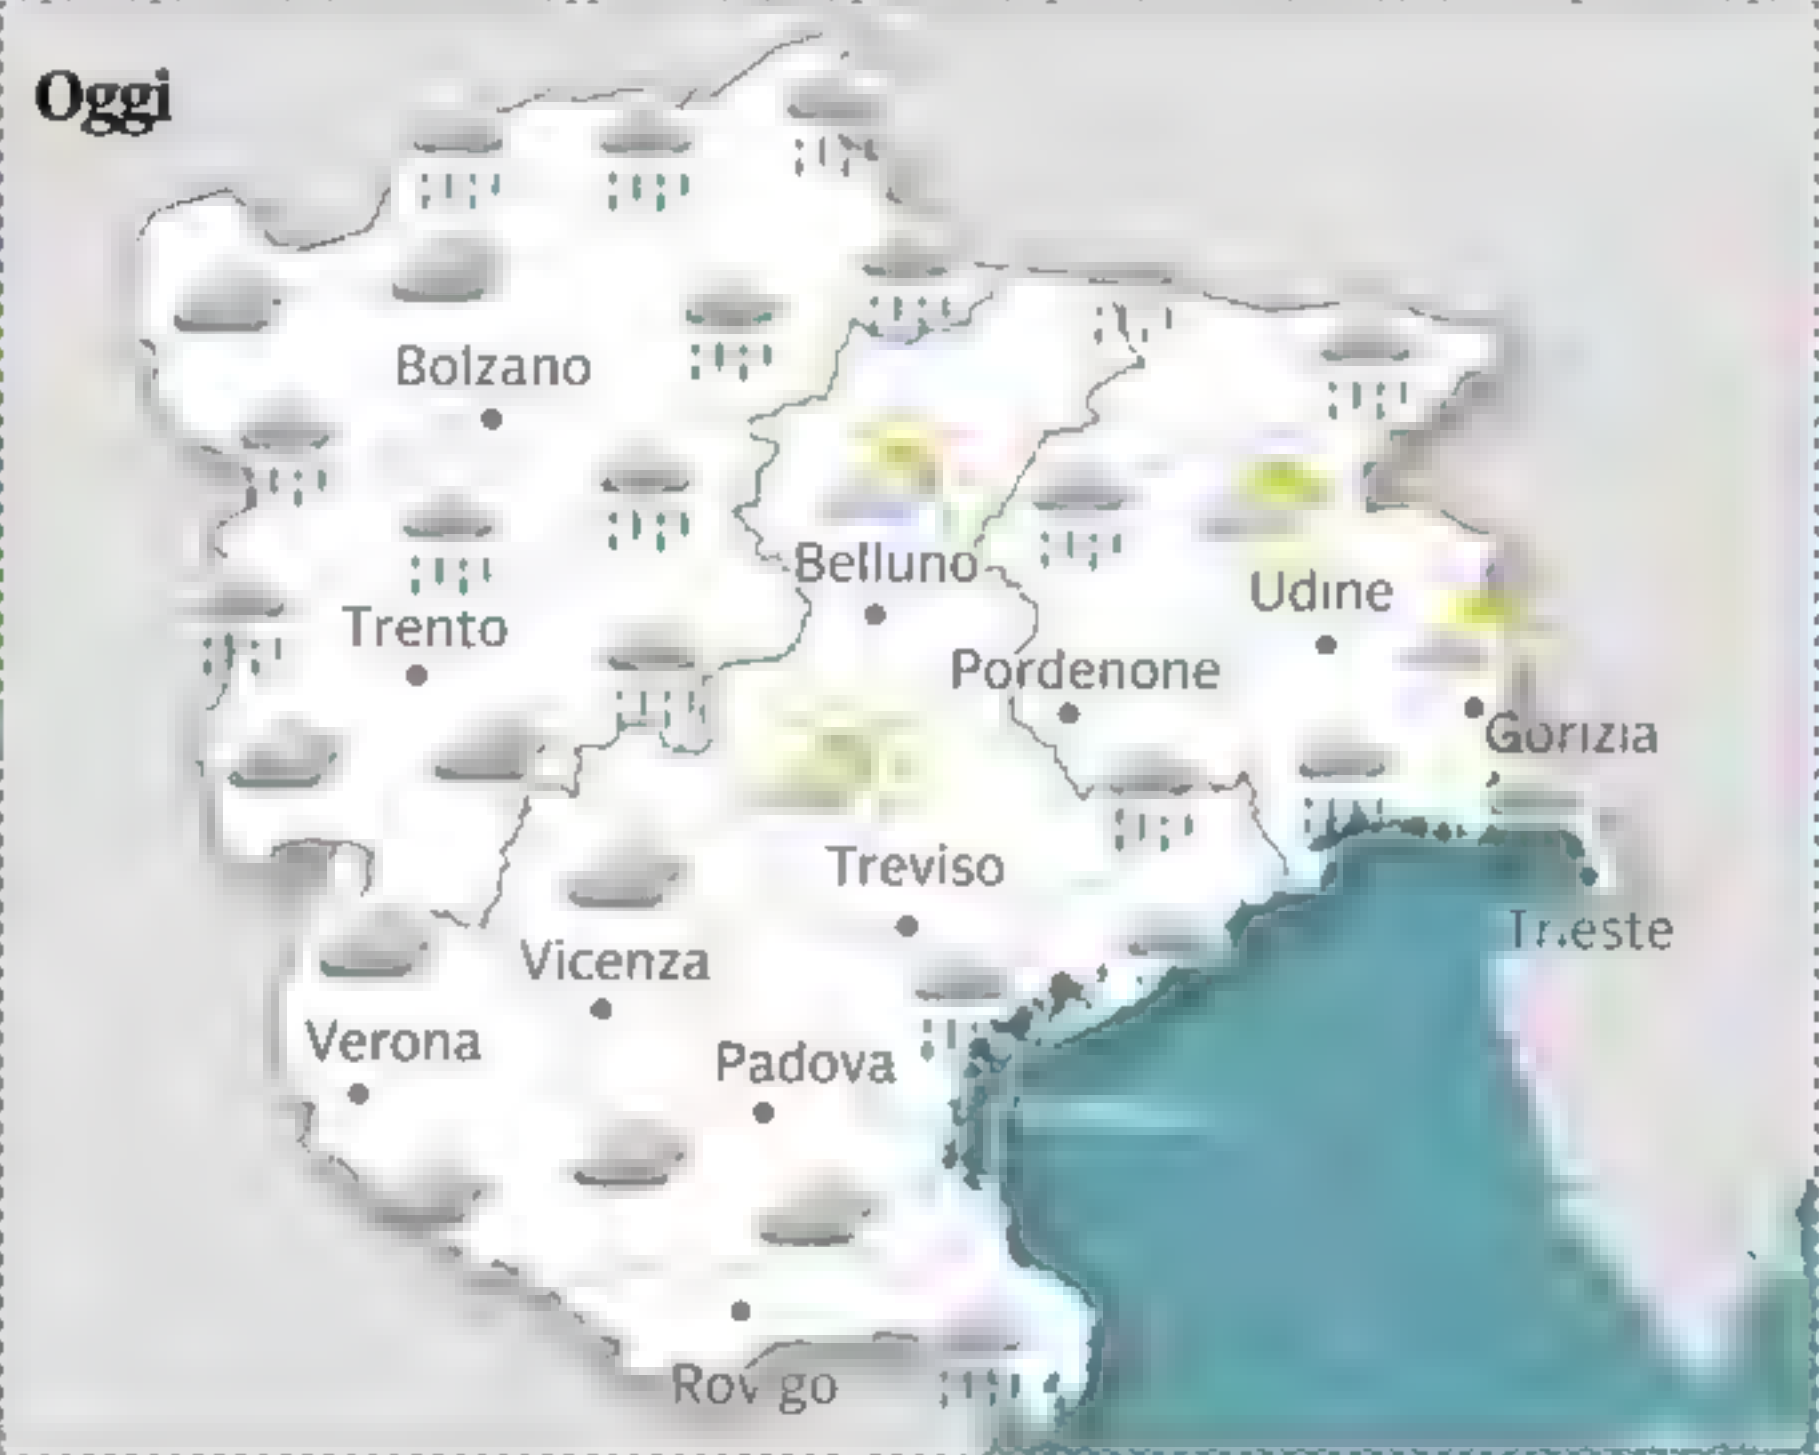 Oggi
Bolzano
Belluno
Udine
Trento
Pordenone
Gorizia
Treviso
Trieste
Vicenza
Verona
Padova
Rovigo